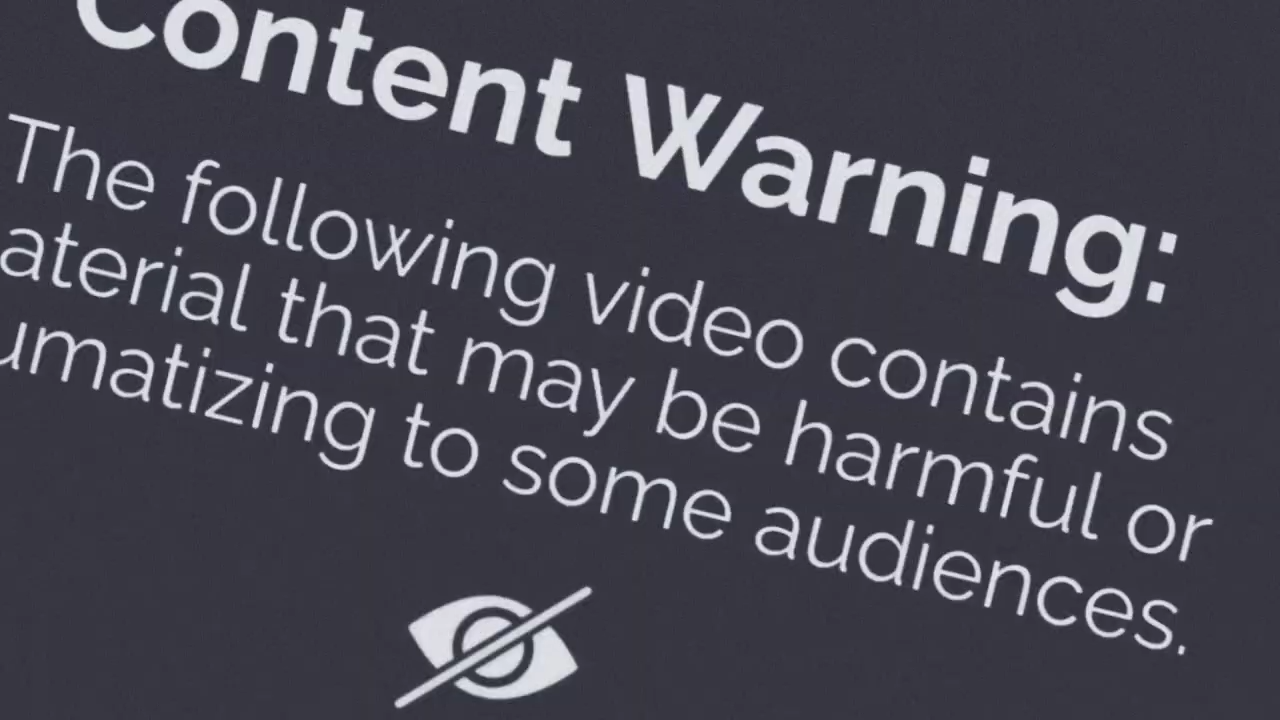 Content Warning:
The following video contains
aterial that may be harmful or
umatizing to some audiences.